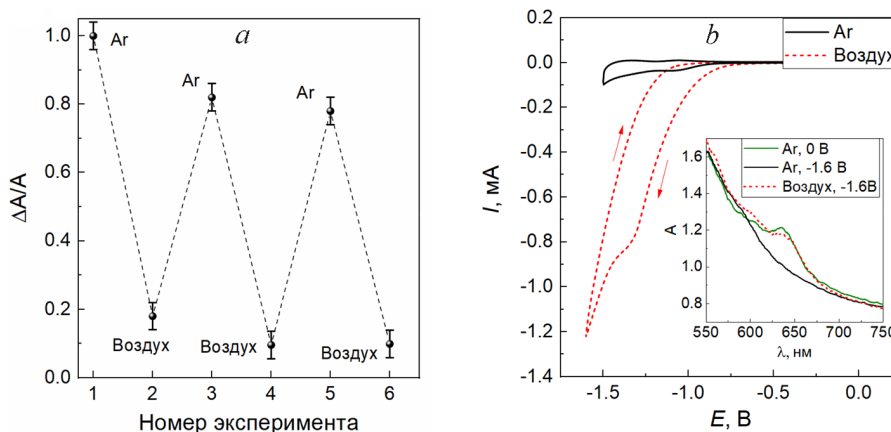 a
ΔA/A
1.0
0.8
0.6
0.4
0.2
0.0
Ar
Воздух
Ar
Воздух
Ar
Воздух
1 2 3 4 5 6
Номер эксперимента
b
I, мА
0.2
0.0
-0.2
-0.4
-0.6
-0.8
-1.0
-1.2
-1.4
Ar
Воздух
-1.5 -1.0 -0.5 0.0
E, В
Ar, 0 В
Ar, -1.6 В
Воздух, -1.6В
A
1.6
1.4
1.2
1.0
0.8
550 600 650 700 750
λ, нм